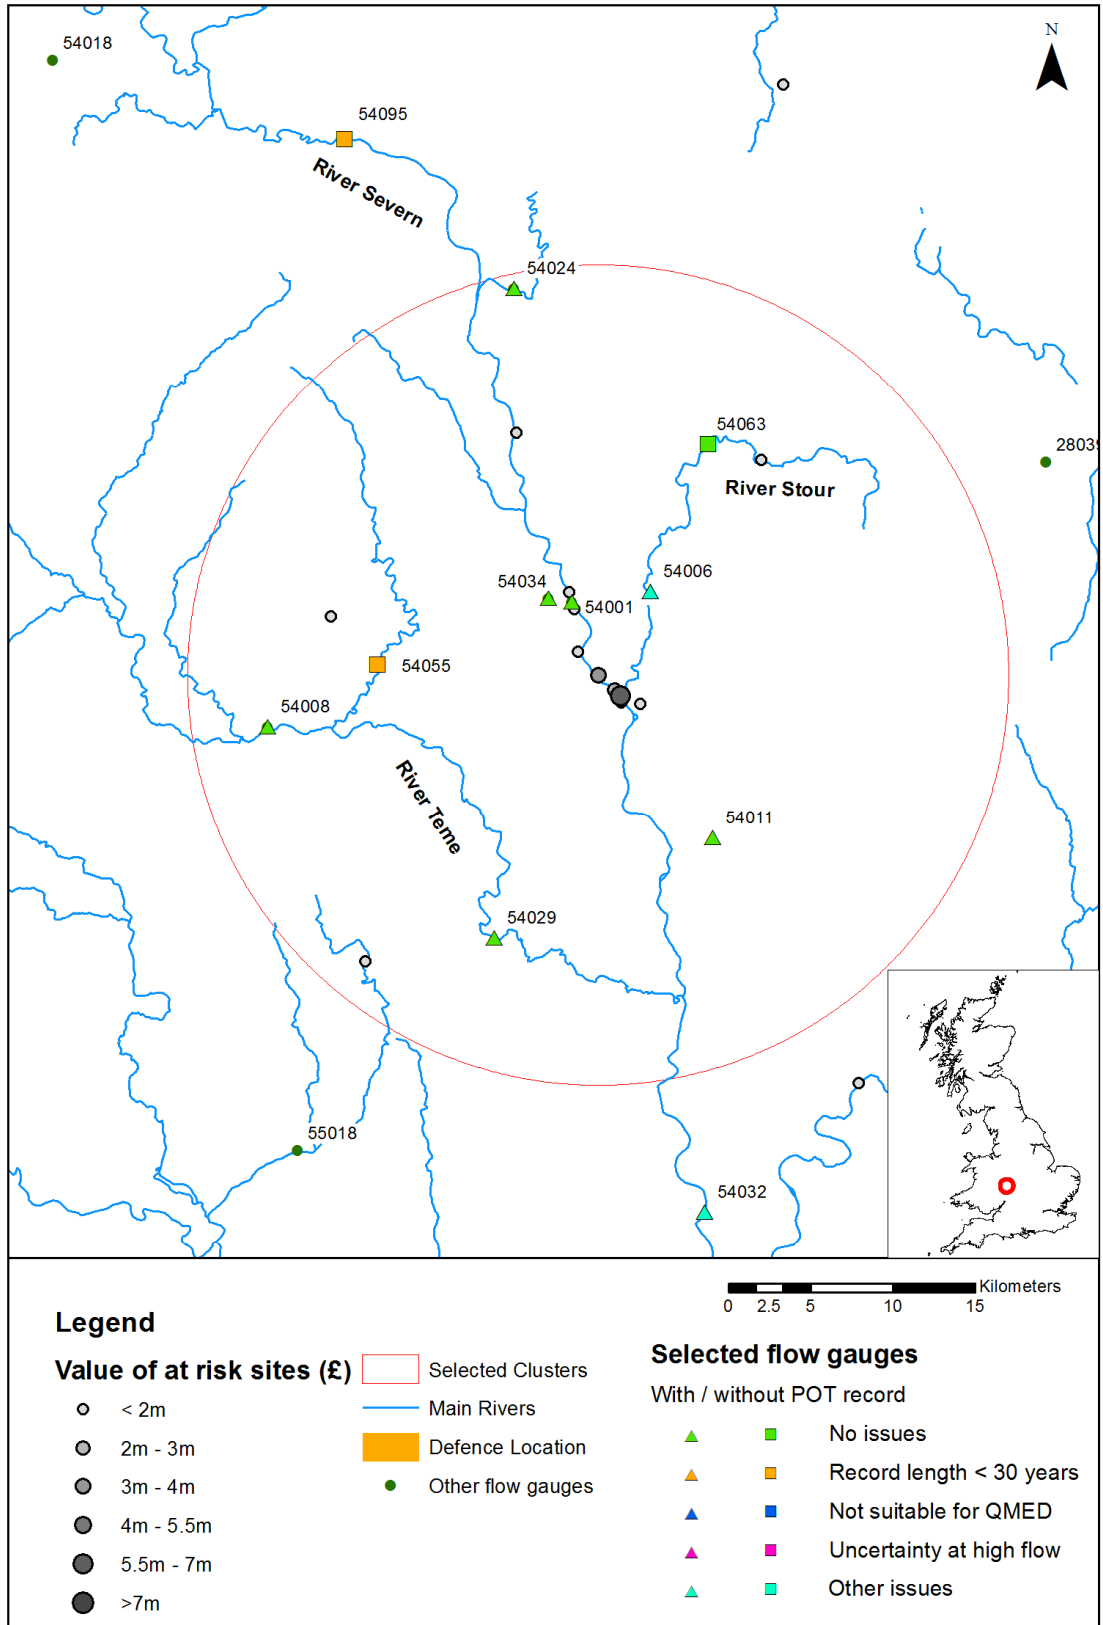 54018
N
54095
River Severn
54024
54063
28039
River Stour
54034
54001
54006
54055
54008
River Teme
54011
54029
55018
54032
Kilometers
0 2.5 5 10 15
Legend
Value of at risk sites (£)
< 2m
2m - 3m
3m - 4m
4m - 5.5m
5.5m - 7m
>7m
Selected Clusters
Main Rivers
Defence Location
Other flow gauges
Selected flow gauges
With / without POT record
No issues
Record length < 30 years
Not suitable for QMED
Uncertainty at high flow
Other issues